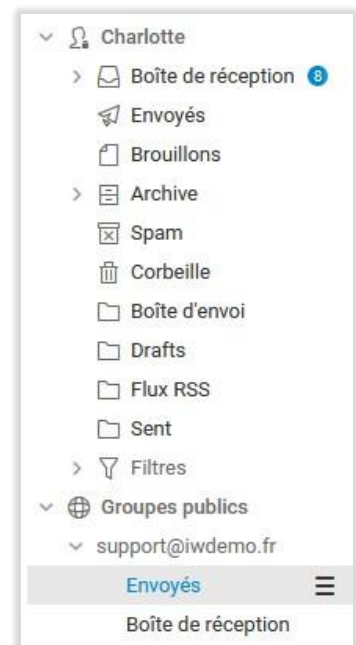 Charlotte
Boîte de réception 8
Envoyés
Brouillons
Archive
Spam
Corbeille
Boîte d'envoi
Drafts
Flux RSS
Sent
Filtres
Groupes publics
support@iwdemo.fr
Envoyés
Boîte de réception